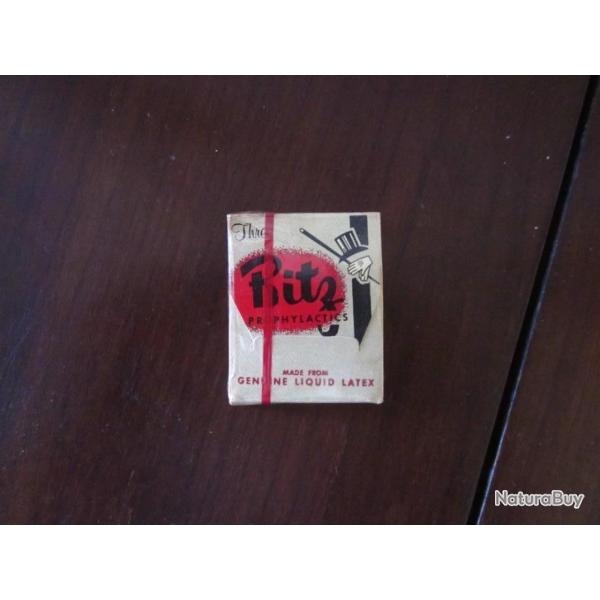 Three
Ritz
PROPHYLACTICS
MADE FROM
GENUINE LIQUID LATEX
NaturaBuy